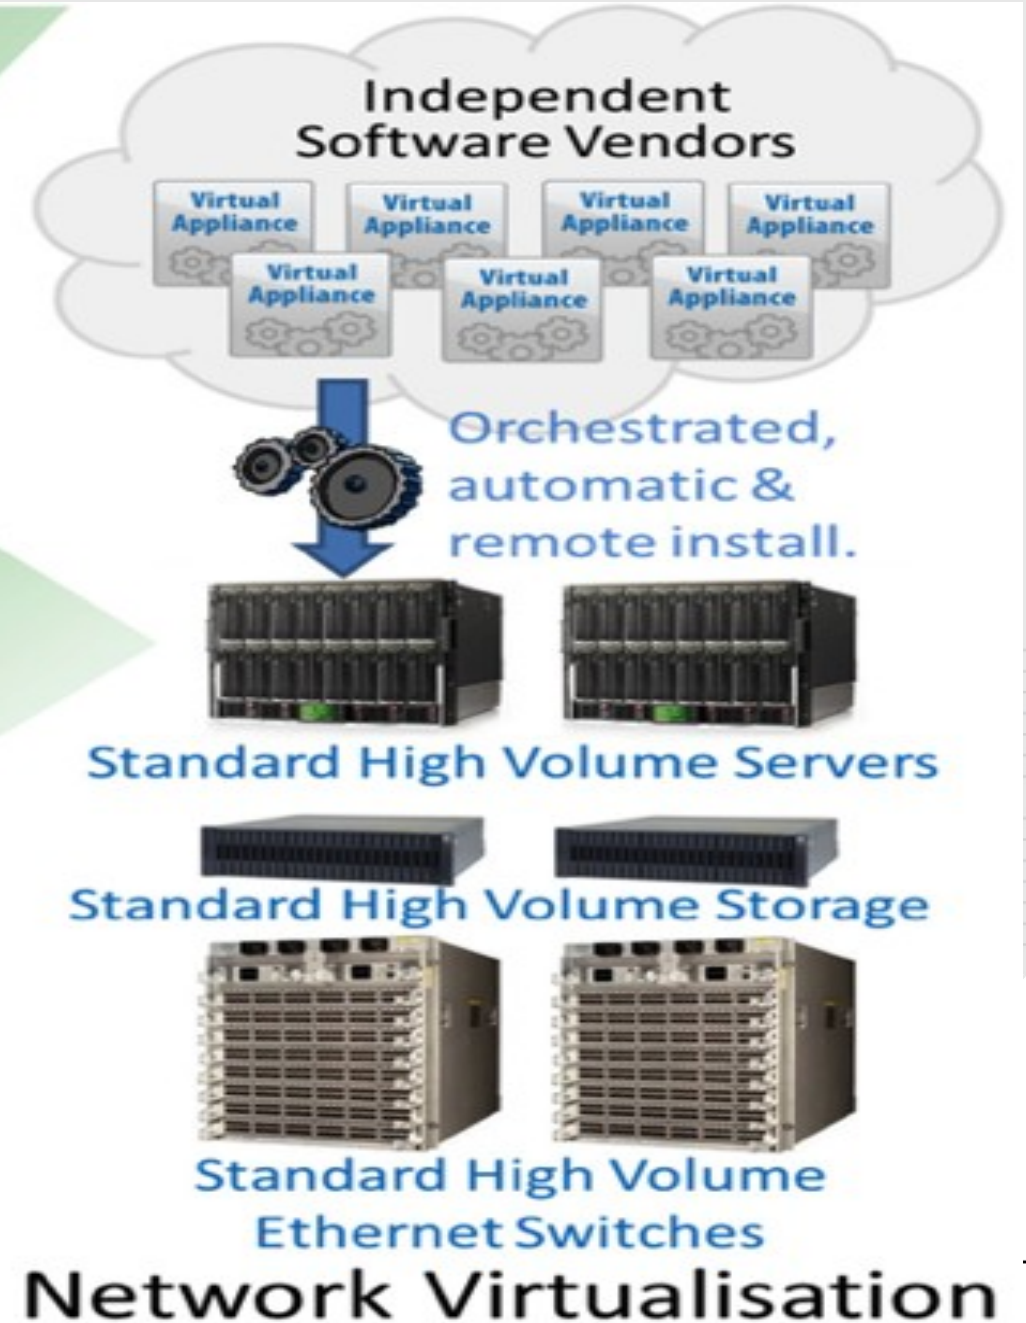 Independent
Software Vendors
Virtual
Appliance
Virtual
Appliance
Virtual
Appliance
Virtual
Appliance
Virtual
Appliance
Virtual
Appliance
Virtual
Appliance
Orchestrated,
automatic &
remote install.
Standard High Volume Servers
Standard High Volume Storage
Standard High Volume
Ethernet Switches
Network Virtualisation